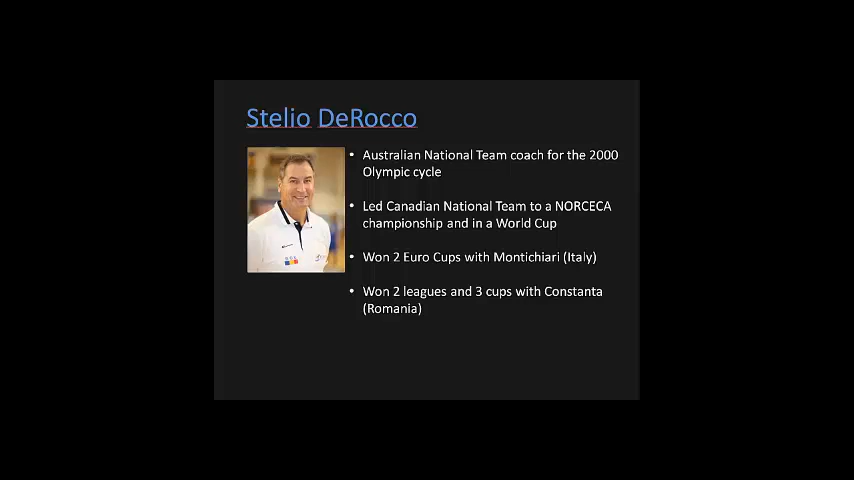 Stelio DeRocco
• Australian National Team coach for the 2000
Olympic cycle
• Led Canadian National Team to a NORCECA
championship and in a World Cup
• Won 2 Euro Cups with Montichiari (Italy)
• Won 2 leagues and 3 cups with Constanta
(Romania)